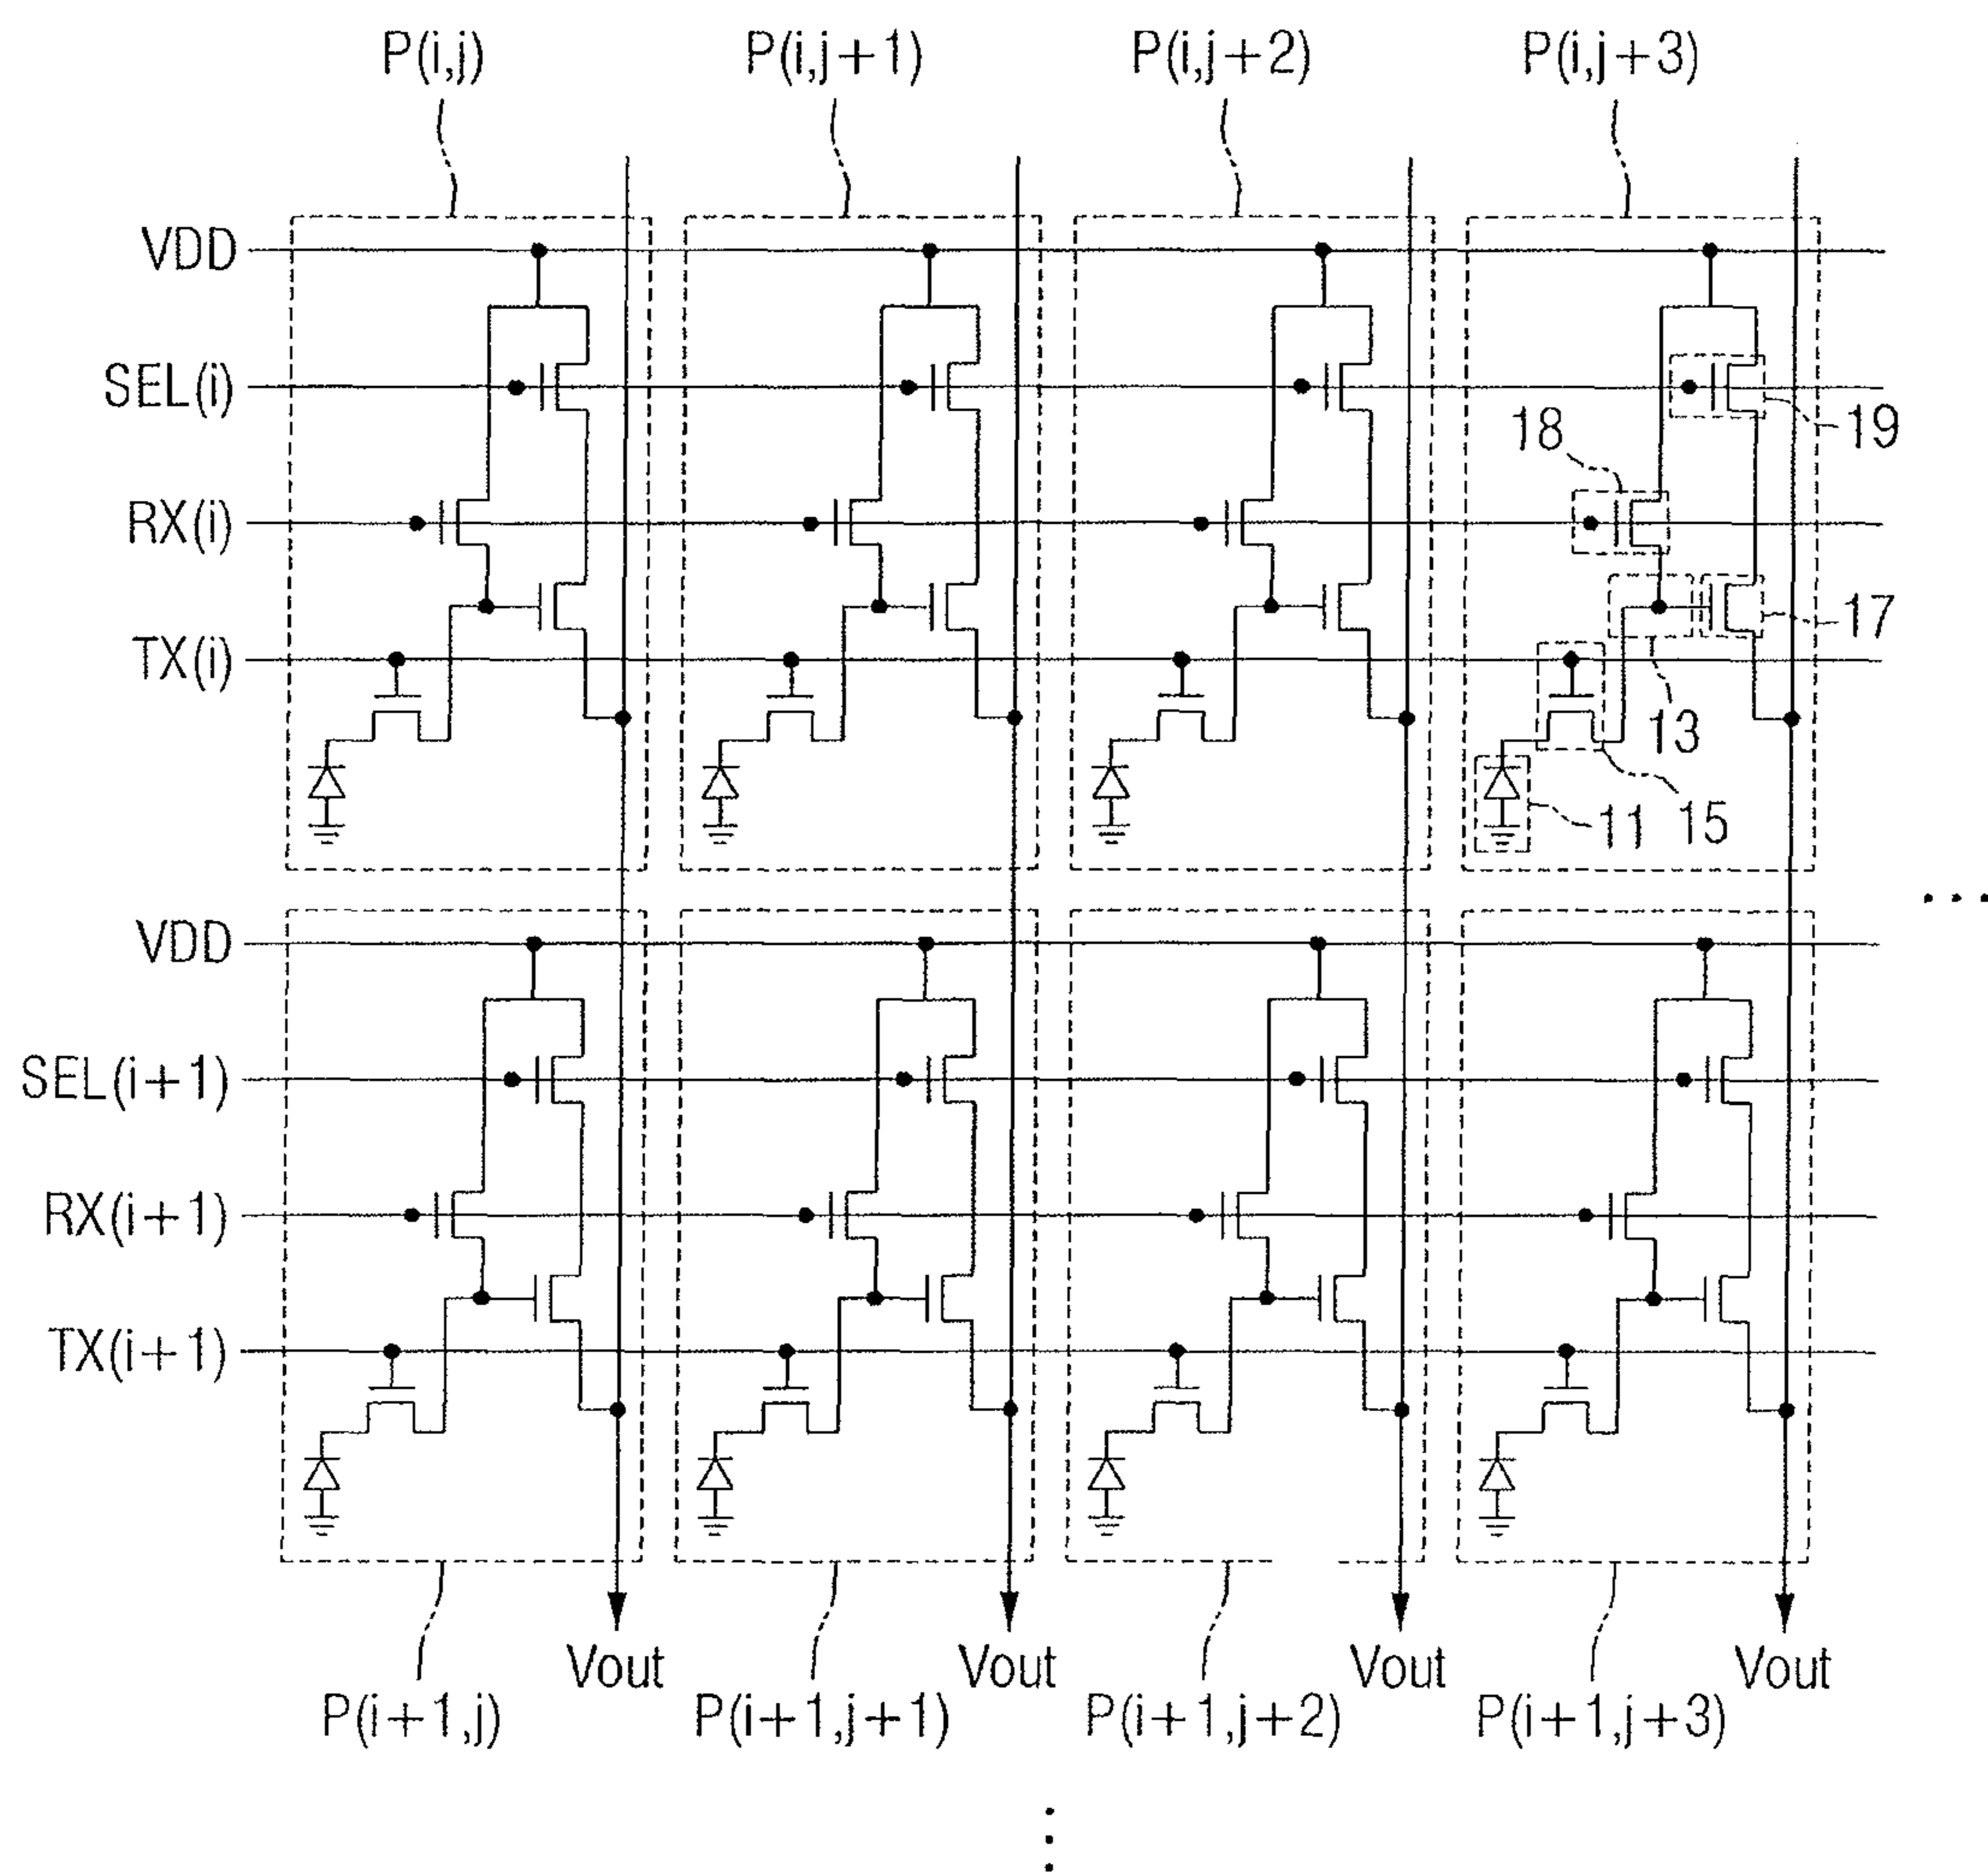 P(i,j) P(i,j+1) P(i,j+2) P(i,j+3)
VDD
SEL(i)
19
18
RX(i)
17
TX(i)
13
11 15
...
VDD
SEL(i+1)
RX(i+1)
TX(i+1)
Vout Vout Vout Vout
P(i+1,j) P(i+1,j+1) P(i+1,j+2) P(i+1,j+3)